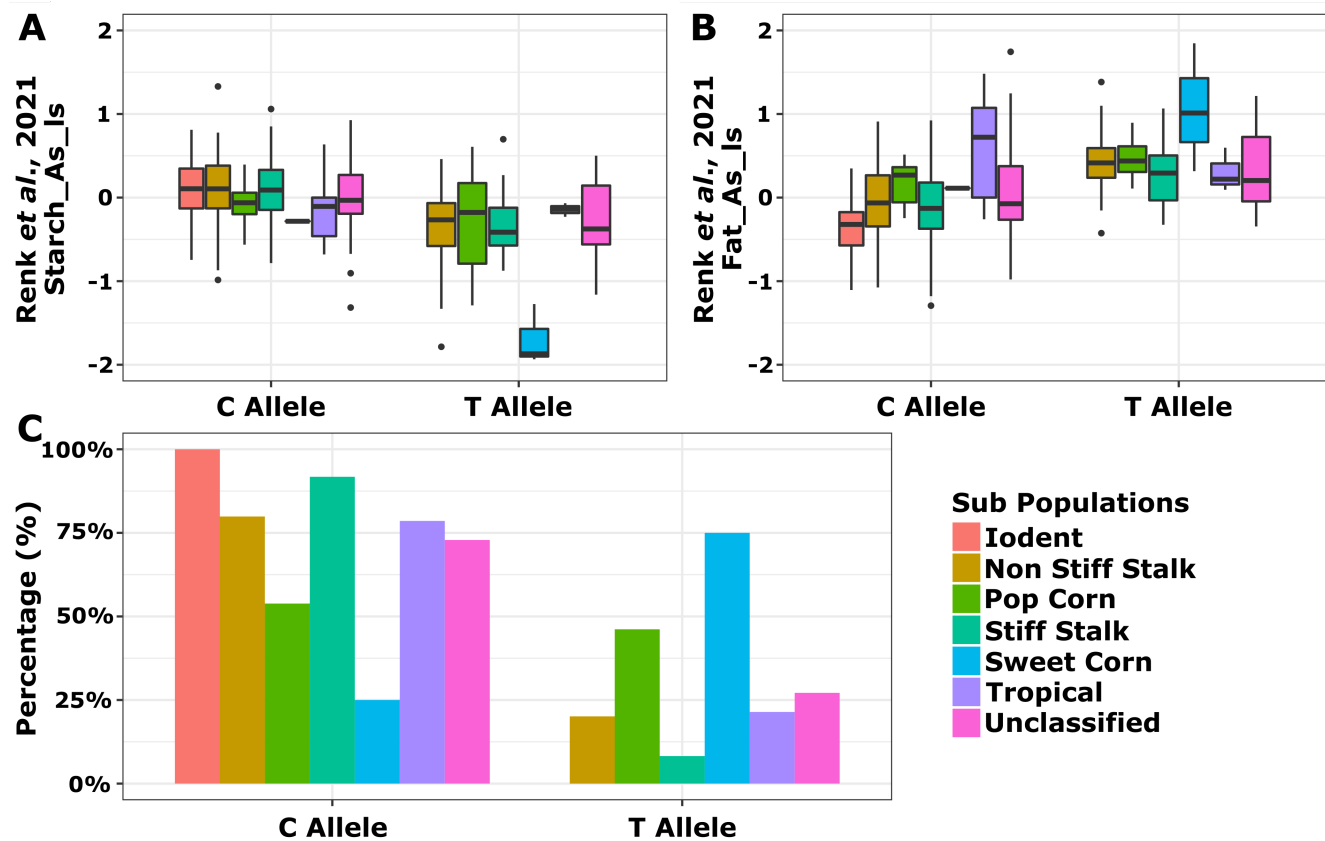 A
Renk et al., 2021
Starch_As_Is
2
1
0
-1
-2
C Allele
T Allele
B
Renk et al., 2021
Fat_As_Is
2
1
0
-1
-2
C Allele
T Allele
C
Percentage (%)
100%
75%
50%
25%
0%
C Allele
T Allele
Sub Populations
Iodent
Non Stiff Stalk
Pop Corn
Stiff Stalk
Sweet Corn
Tropical
Unclassified